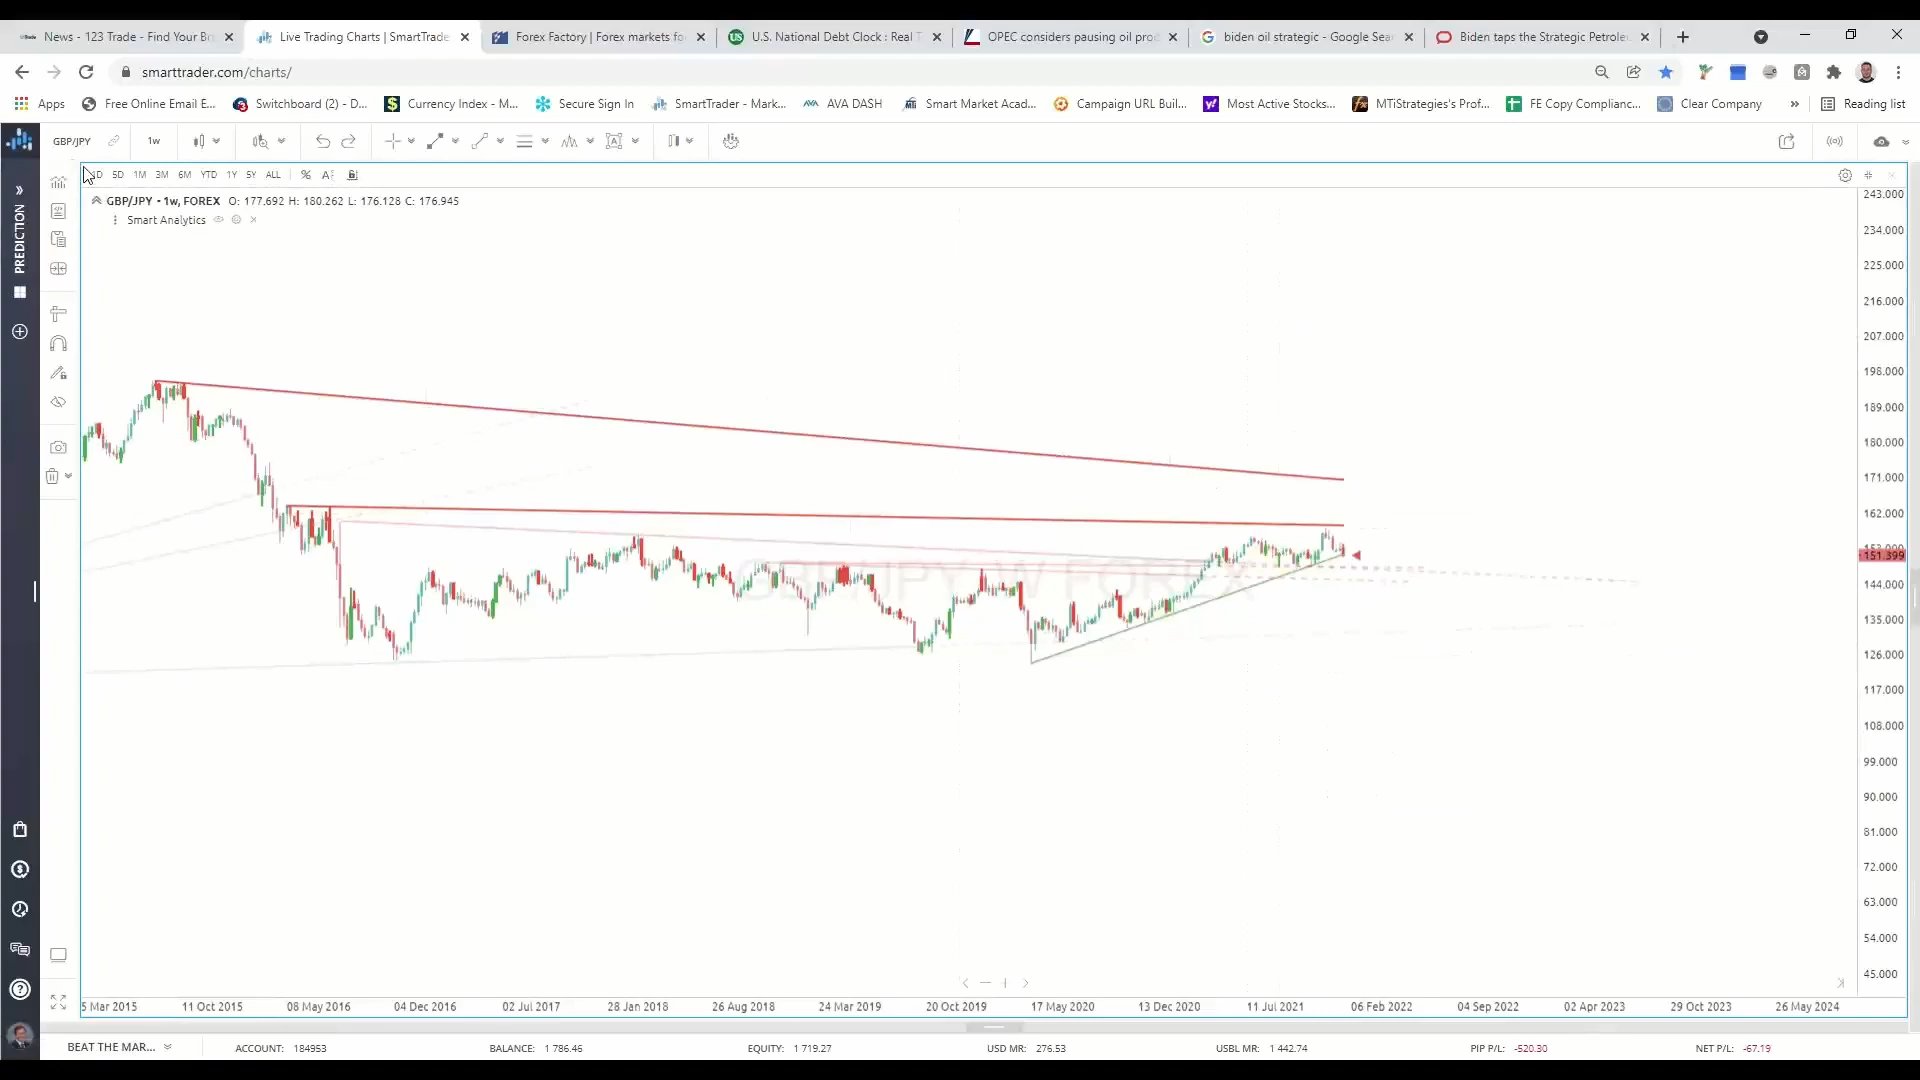 News - 123 Trade - Find Your Br
Live Trading Charts | SmartTrade
Forex Factory | Forex markets fo
U.S. National Debt Clock : Real T
OPEC considers pausing oil prod
biden oil strategic - Google Sear
Biden taps the Strategic Petroleu
smarttrader.com/charts/
Apps
Free Online Email E...
Switchboard (2) - D...
Currency Index - M...
Secure Sign In
SmartTrader - Mark...
AVA DASH
Smart Market Acad...
Campaign URL Buil...
Most Active Stocks...
MTiStrategies's Prof...
FE Copy Complianc...
Clear Company
»
Reading list
GBP/JPY
1w
D 5D 1M 3M 6M YTD 1Y 5Y ALL % A
GBP/JPY - 1w, FOREX O: 177.692 H: 180.262 L: 176.128 C: 176.945
Smart Analytics
PREDICTION
GBP/JPY, W FOREX
243.000
234.000
225.000
216.000
207.000
198.000
189.000
180.000
171.000
162.000
151.399
144.000
135.000
126.000
117.000
108.000
99.000
90.000
81.000
72.000
63.000
54.000
45.000
5 Mar 2015 11 Oct 2015 08 May 2016 04 Dec 2016 02 Jul 2017 28 Jan 2018 26 Aug 2018 24 Mar 2019 20 Oct 2019 17 May 2020 13 Dec 2020 11 Jul 2021 06 Feb 2022 04 Sep 2022 02 Apr 2023 29 Oct 2023 26 May 2024
BEAT THE MAR... ACCOUNT: 184953 BALANCE: 1 786.46 EQUITY: 1 719.27 USD MR: 276.53 USBL MR: 1 442.74 PIP P/L: -520.30 NET P/L: -67.19